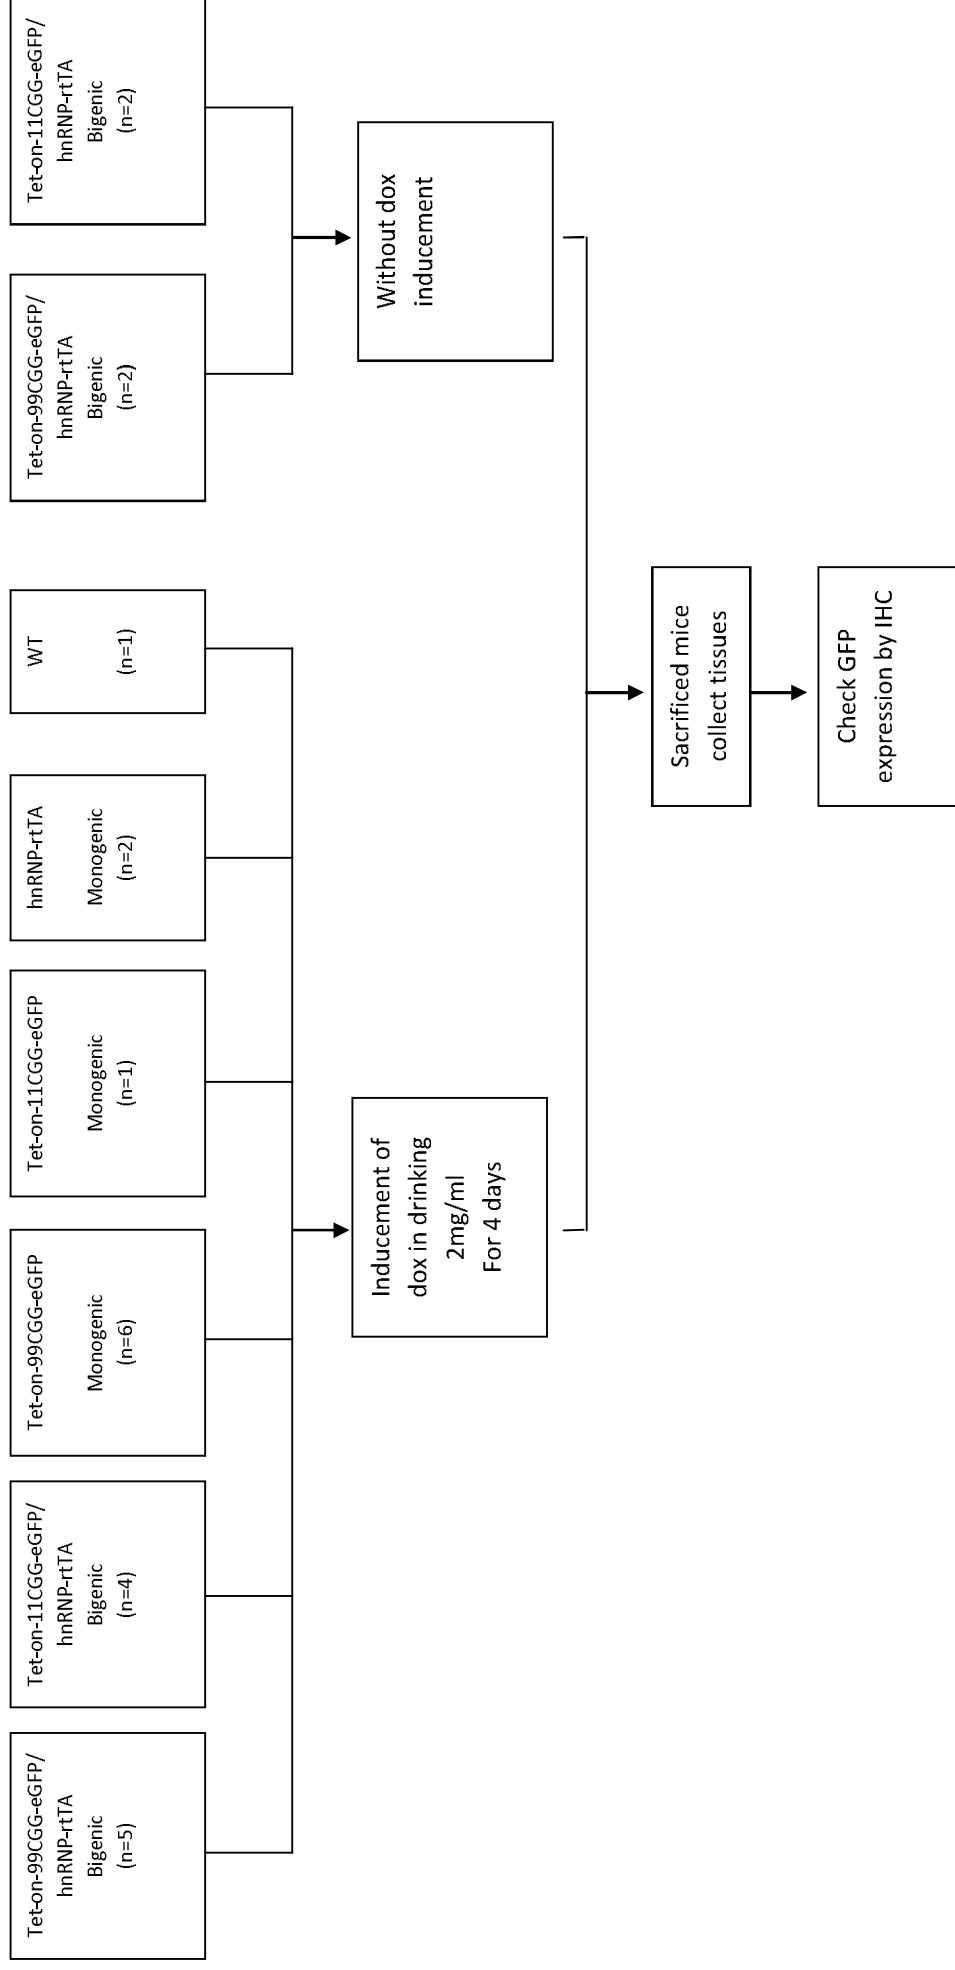 Tet-on-99CGG-eGFP/
hnRNP-rtTA
Bigenic
(n=5)
Tet-on-11CGG-eGFP/
hnRNP-rtTA
Bigenic
(n=4)
Tet-on-99CGG-eGFP
Monogenic
(n=6)
Tet-on-11CGG-eGFP
Monogenic
(n=1)
hnRNP-rtTA
Monogenic
(n=2)
WT
(n=1)
Tet-on-99CGG-eGFP/
hnRNP-rtTA
Bigenic
(n=2)
Tet-on-11CGG-eGFP/
hnRNP-rtTA
Bigenic
(n=2)
Inducement of
dox in drinking
2mg/ml
For 4 days
Without dox
inducement
Sacrificed mice
collect tissues
Check GFP
expression by IHC